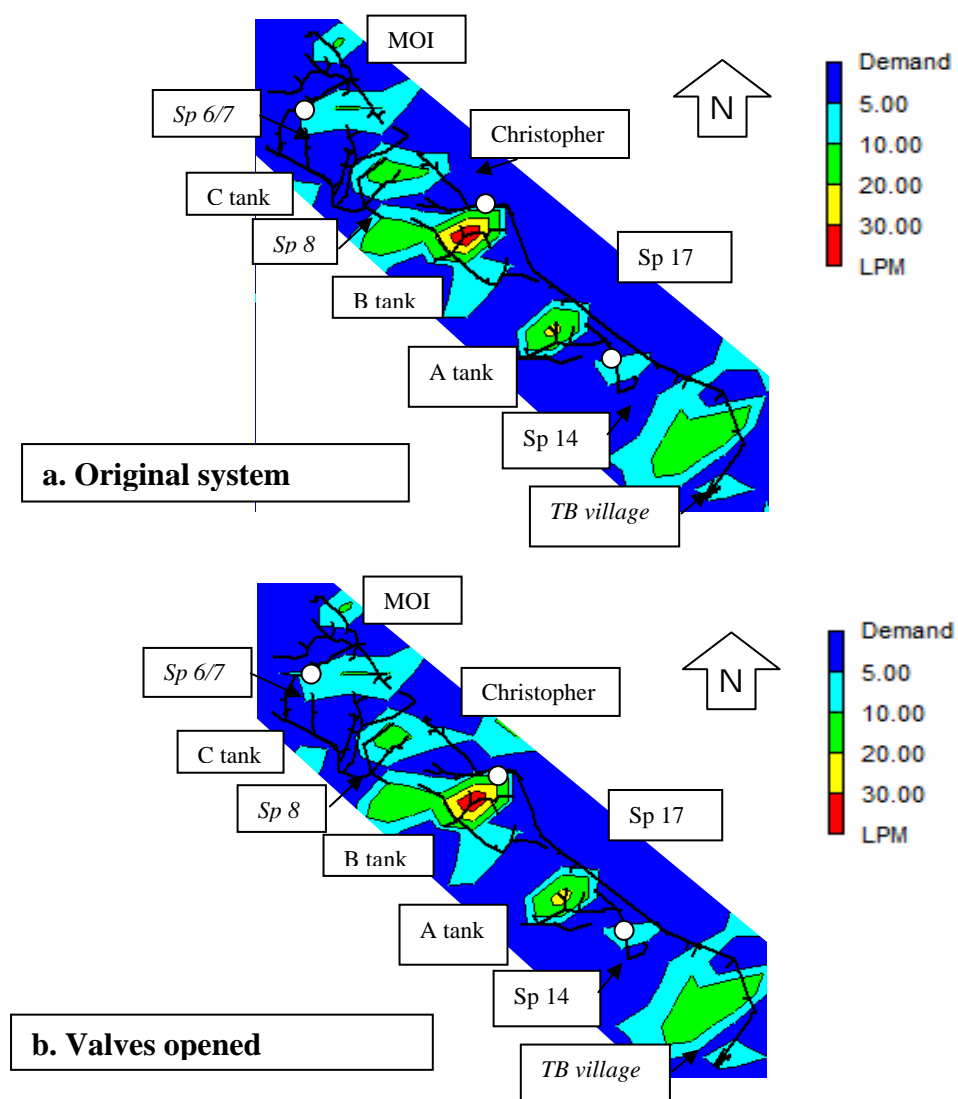 MOI
Sp 6/7
Christopher
C tank
Sp 8
Sp 17
B tank
A tank
Sp 14
TB village
N
Demand
5.00
10.00
20.00
30.00
LPM
a. Original system
MOI
Sp 6/7
Christopher
C tank
Sp 8
Sp 17
B tank
A tank
Sp 14
TB village
N
Demand
5.00
10.00
20.00
30.00
LPM
b. Valves opened